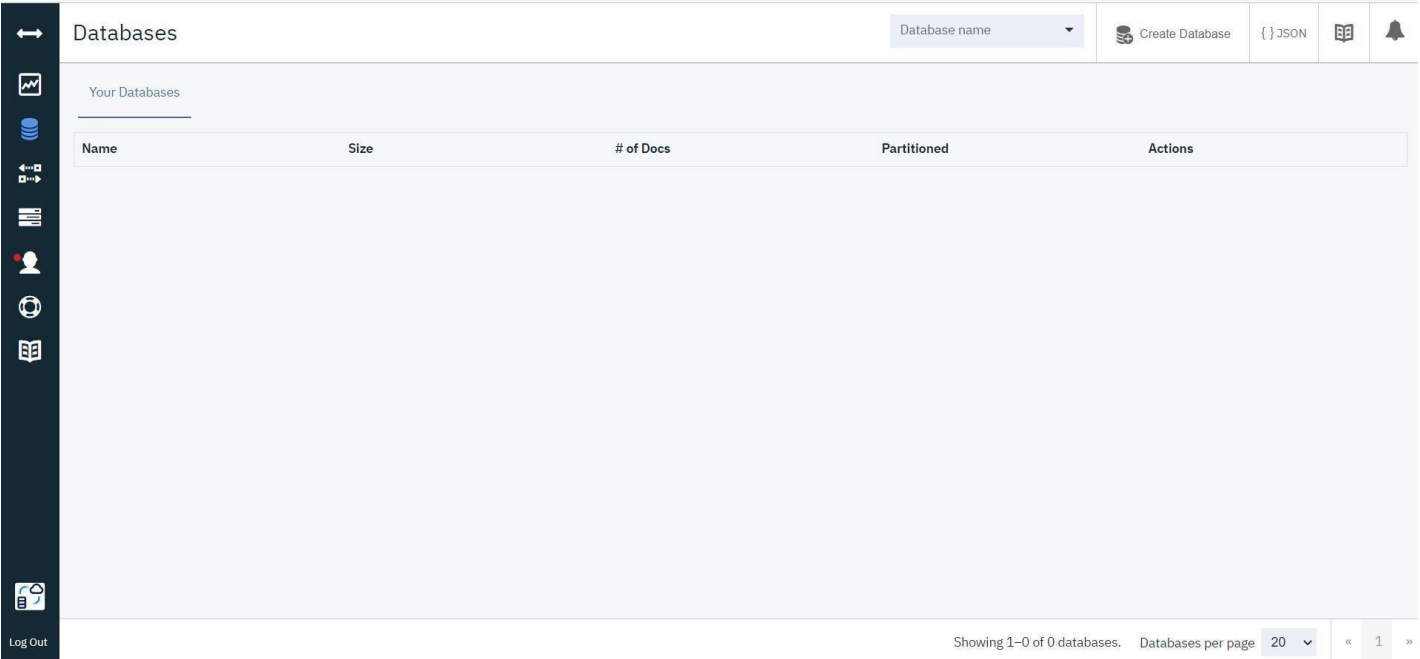 Databases
Database name
Create Database
{ } JSON
Your Databases
Name Size # of Docs Partitioned Actions
Log Out
Showing 1–0 of 0 databases. Databases per page 20 « 1 »